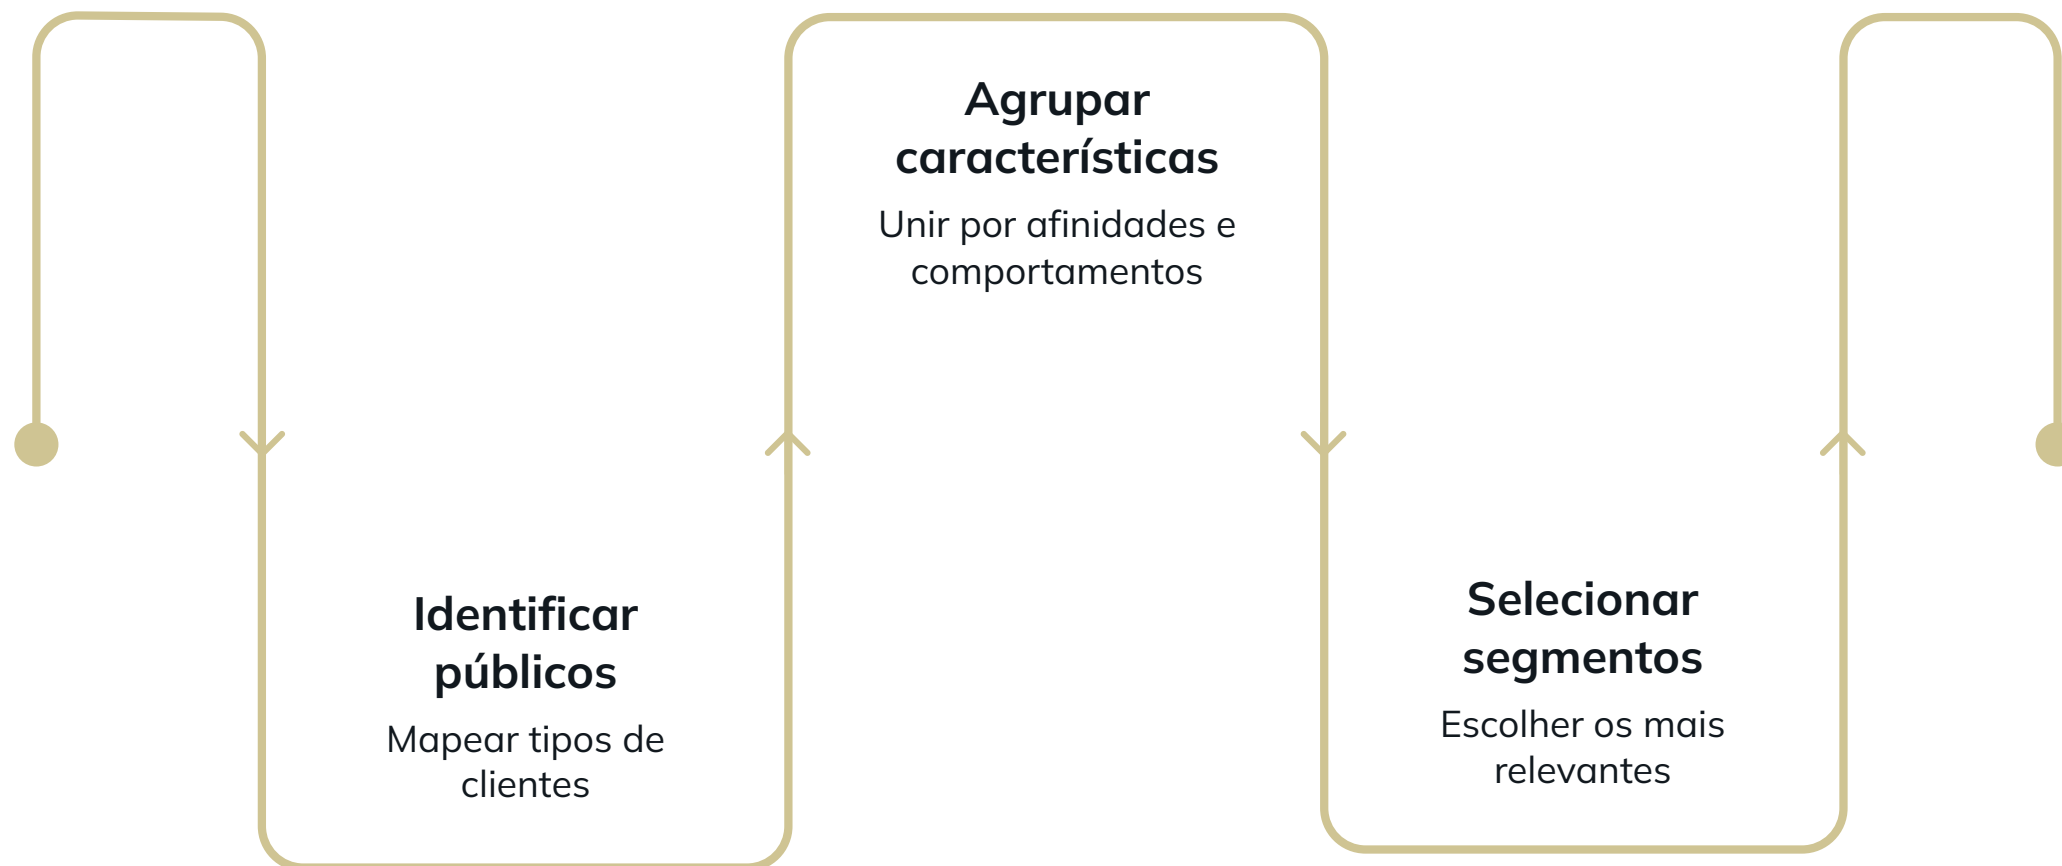 Identificar
públicos
Mapear tipos de
clientes
Agrupar
características
Unir por afinidades e
comportamentos
Selecionar
segmentos
Escolher os mais
relevantes